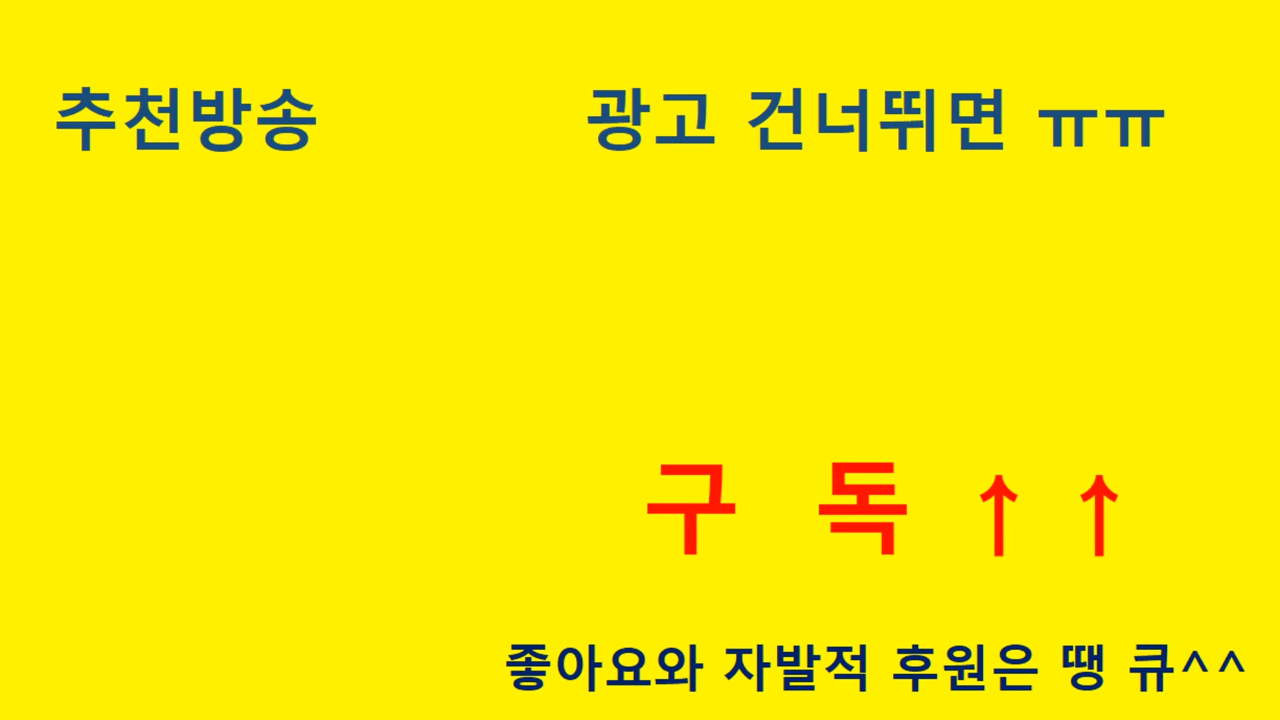 추천방송
광고 건너뛰면 ㅠㅠ
구 독 ↑ ↑
좋아요와 자발적 후원은 땡 큐^^